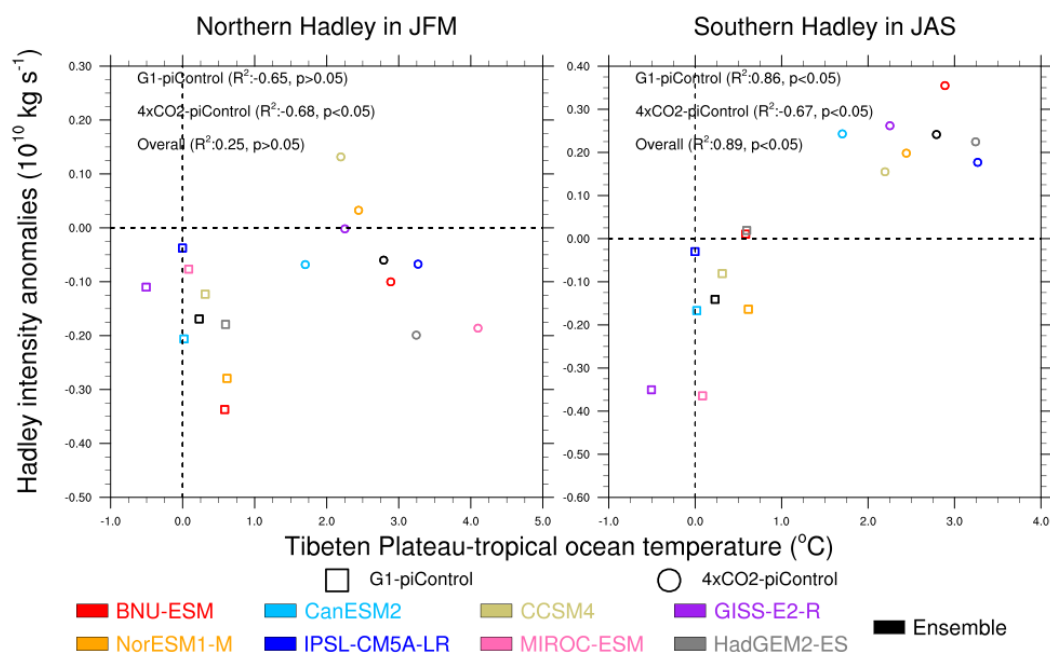 Northern Hadley in JFM
Southern Hadley in JAS
Hadley intensity anomalies (10¹⁰ kg s⁻¹)
G1-piControl (R²:-0.65, p>0.05)
4xCO2-piControl (R²:-0.68, p<0.05)
Overall (R²:0.25, p>0.05)
0.30
0.20
0.10
0.00
-0.10
-0.20
-0.30
-0.40
-0.50
-1.0 0.0 1.0 2.0 3.0 4.0 5.0
G1-piControl (R²:0.86, p<0.05)
4xCO2-piControl (R²:-0.67, p<0.05)
Overall (R²:0.89, p<0.05)
0.40
0.30
0.20
0.10
0.00
-0.10
-0.20
-0.30
-0.40
-0.50
-0.60
-1.0 0.0 1.0 2.0 3.0 4.0
Tibeten Plateau-tropical ocean temperature (°C)
G1-piControl 4xCO2-piControl
BNU-ESM CanESM2 CCSM4 GISS-E2-R
NorESM1-M IPSL-CM5A-LR MIROC-ESM HadGEM2-ES Ensemble